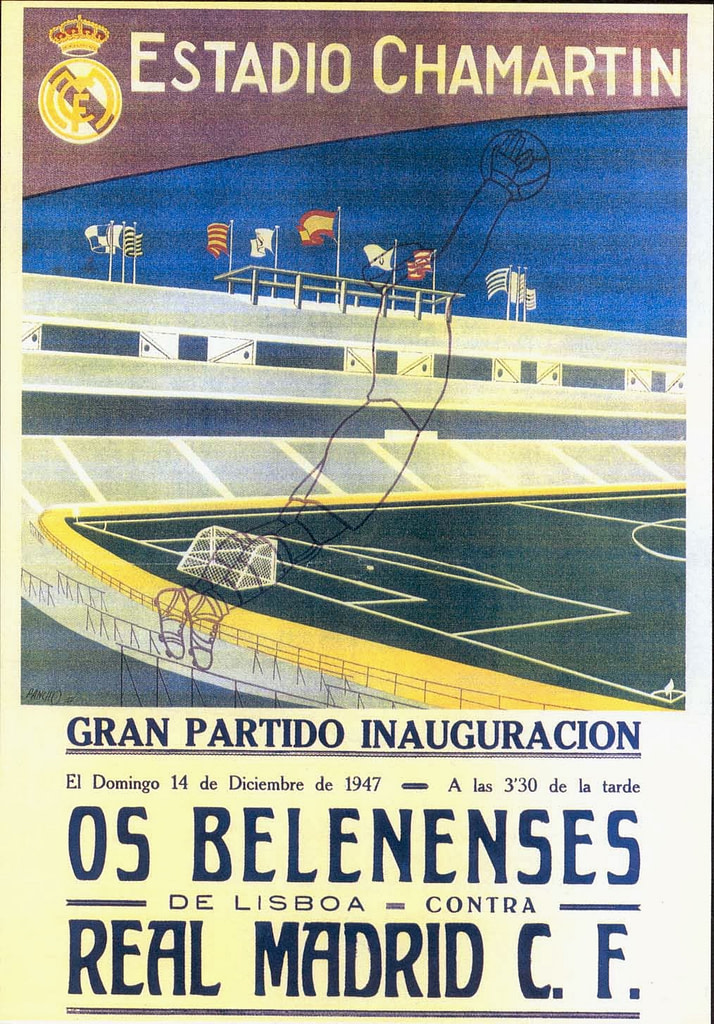 ESTADIO CHAMARTIN
GRAN PARTIDO INAUGURACION
El Domingo 14 de Diciembre de 1947 — A las 3'30 de la tarde
OS BELENENSES
DE LISBOA - CONTRA
REAL MADRID C. F.